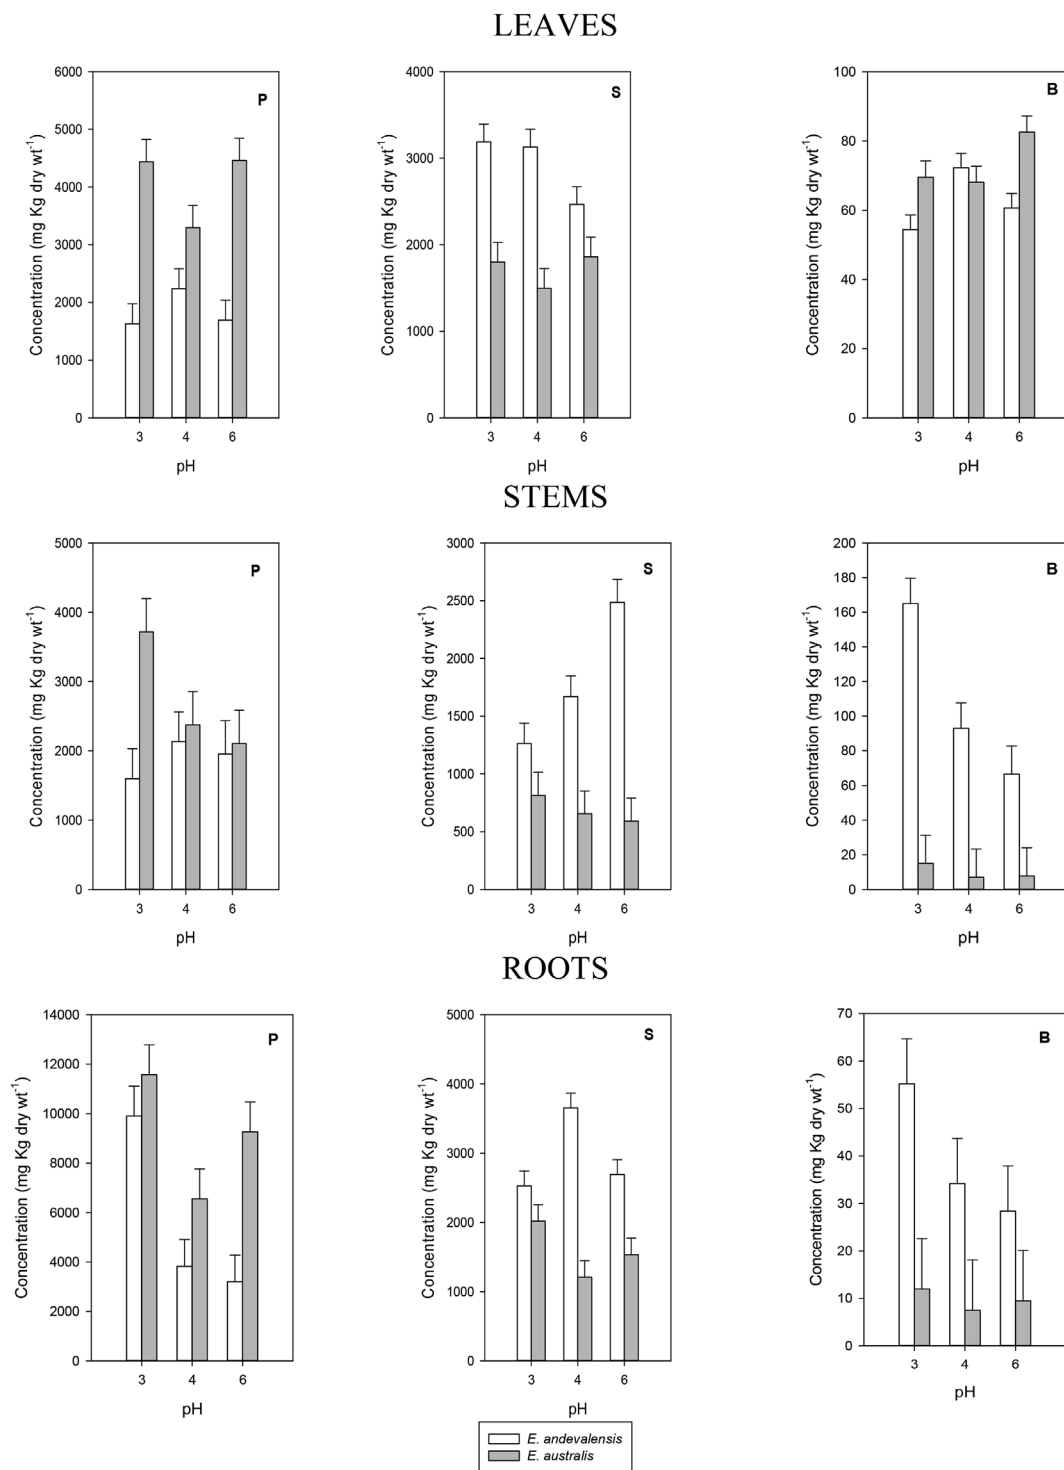 LEAVES
6000
5000
4000
3000
2000
1000
0
Concentration (mg Kg dry wt-1)
P
3 4 6
pH
4000
3000
2000
1000
0
Concentration (mg Kg dry wt-1)
S
3 4 6
pH
100
80
60
40
20
0
Concentration (mg Kg dry wt-1)
B
3 4 6
pH
STEMS
5000
4000
3000
2000
1000
0
Concentration (mg Kg dry wt-1)
P
3 4 6
pH
3000
2500
2000
1500
1000
500
0
Concentration (mg Kg dry wt-1)
S
3 4 6
pH
200
180
160
140
120
100
80
60
40
20
0
Concentration (mg Kg dry wt-1)
B
3 4 6
pH
ROOTS
14000
12000
10000
8000
6000
4000
2000
0
Concentration (mg Kg dry wt-1)
P
3 4 6
pH
5000
4000
3000
2000
1000
0
Concentration (mg Kg dry wt-1)
S
3 4 6
pH
70
60
50
40
30
20
10
0
Concentration (mg Kg dry wt-1)
B
3 4 6
pH
E. andevalensis
E. australis